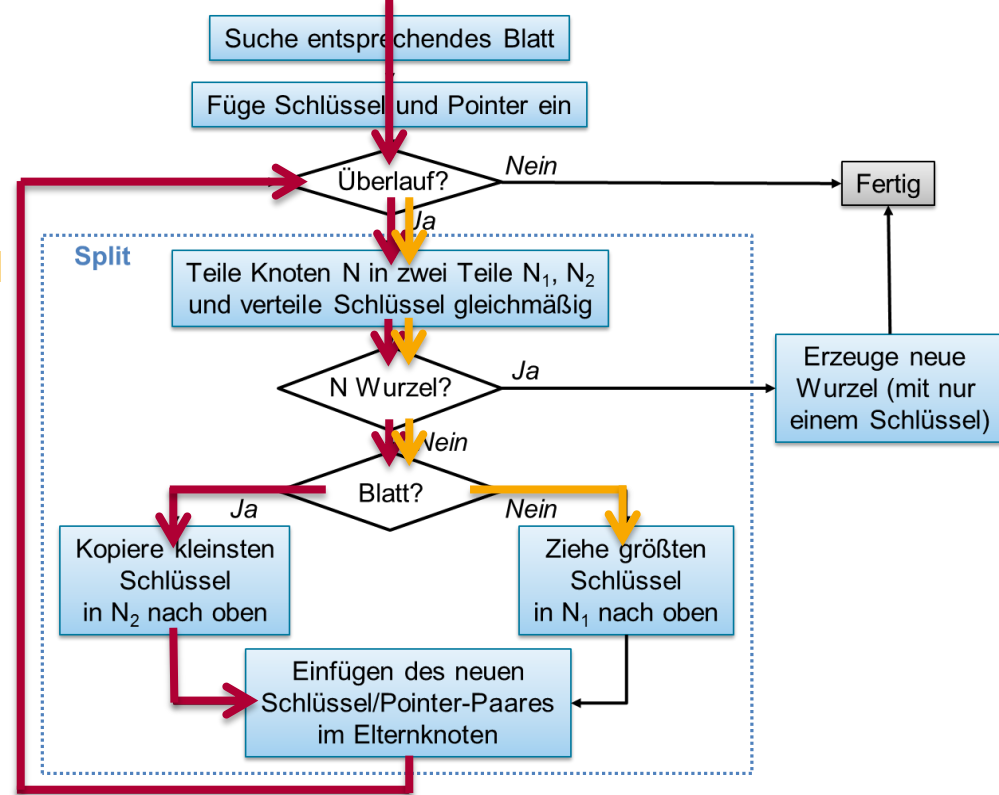 Suche entsprechendes Blatt
Füge Schlüssel und Pointer ein
Überlauf?
Nein
Fertig
Ja
Split
Teile Knoten N in zwei Teile N₁, N₂
und verteile Schlüssel gleichmäßig
N Wurzel?
Ja
Erzeuge neue
Wurzel (mit nur
einem Schlüssel)
Nein
Blatt?
Ja
Nein
Kopiere kleinsten
Schlüssel
in N₂ nach oben
Ziehe größten
Schlüssel
in N₁ nach oben
Einfügen des neuen
Schlüssel/Pointer-Paares
im Elternknoten